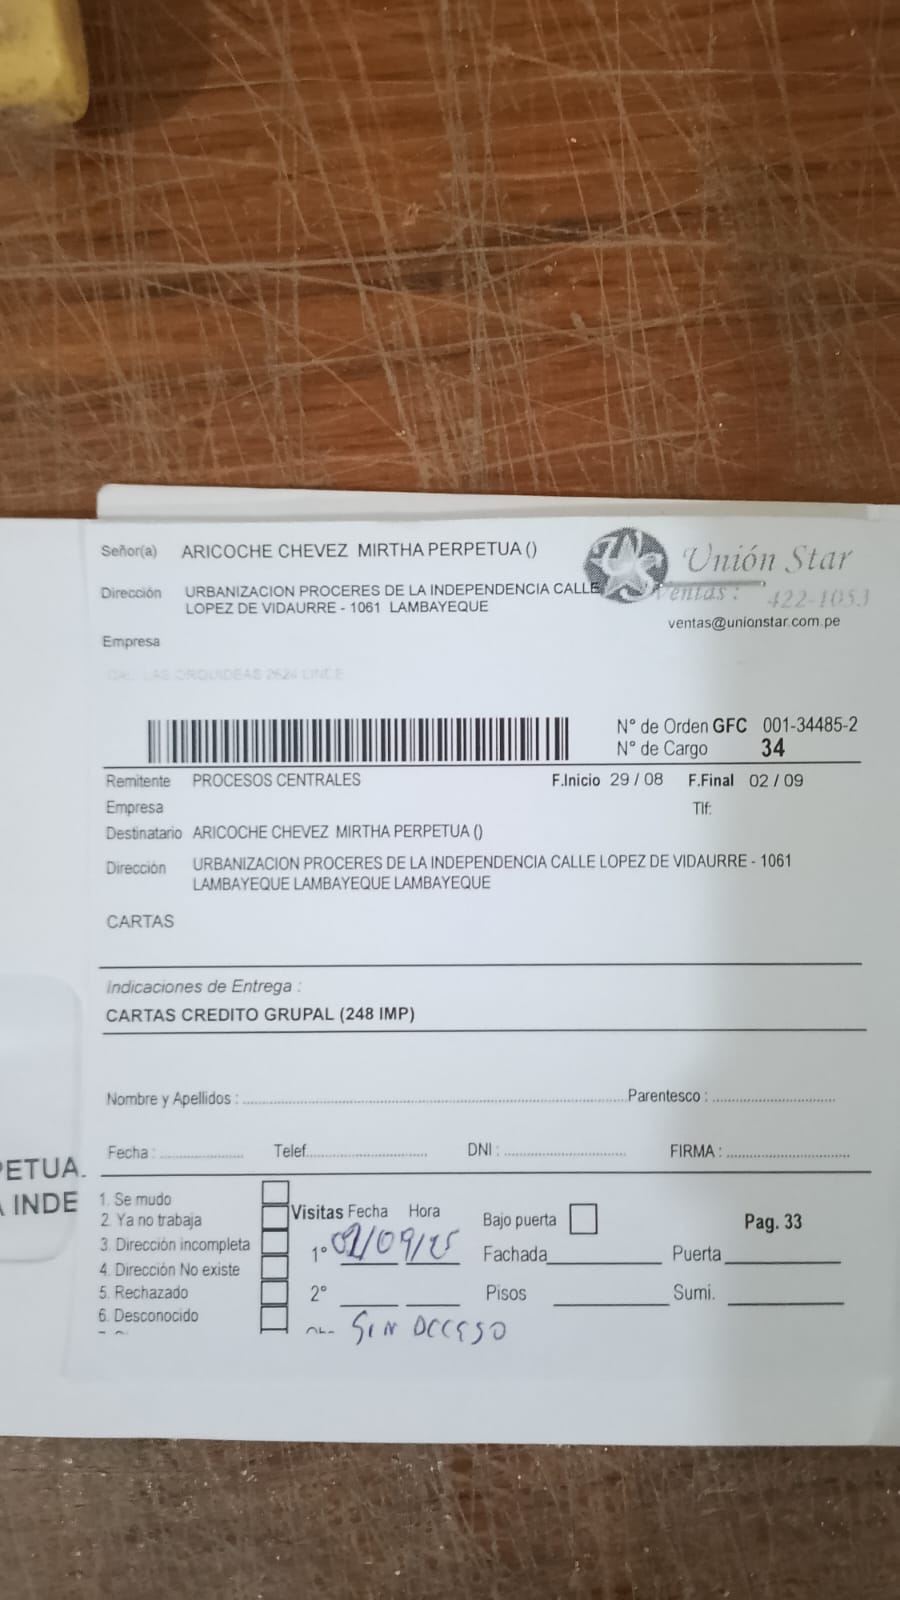 Señor(a) ARICOCHE CHEVEZ MIRTHA PERPETUA ()
Unión Star
Dirección URBANIZACION PROCERES DE LA INDEPENDENCIA CALLE
LOPEZ DE VIDAURRE - 1061 LAMBAYEQUE
Ventas : 422-1053
ventas@unionstar.com.pe
Empresa
CAL. LAS ORQUIDEAS 2624 LINCE
N° de Orden GFC 001-34485-2
N° de Cargo 34
Remitente PROCESOS CENTRALES F.Inicio 29 / 08 F.Final 02 / 09
Empresa Tlf:
Destinatario ARICOCHE CHEVEZ MIRTHA PERPETUA ()
Dirección URBANIZACION PROCERES DE LA INDEPENDENCIA CALLE LOPEZ DE VIDAURRE - 1061
LAMBAYEQUE LAMBAYEQUE LAMBAYEQUE
CARTAS
Indicaciones de Entrega :
CARTAS CREDITO GRUPAL (248 IMP)
Nombre y Apellidos : Parentesco :
Fecha : Telef. DNI : FIRMA :
PETUA.
INDE
1. Se mudo
2. Ya no trabaja
3. Dirección incompleta
4. Dirección No existe
5. Rechazado
6. Desconocido
Visitas Fecha Hora
1° /09/25
2°
SIN ACCESO
Bajo puerta
Fachada Puerta
Pisos Sumi.
Pag. 33